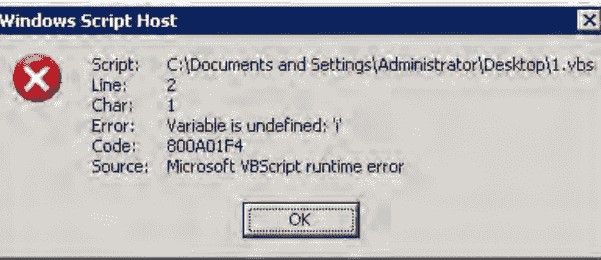 Windows Script Host
Script: C:\Documents and Settings\Administrator\Desktop\1.vbs
Line: 2
Char: 1
Error: Variable is undefined: 'i'
Code: 800A01F4
Source: Microsoft VBScript runtime error
OK